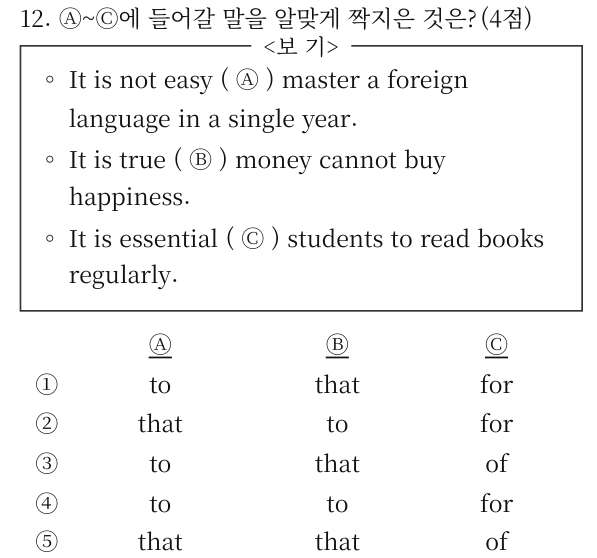 12. Ⓐ~Ⓒ에 들어갈 말을 알맞게 짝지은 것은?(4점)
<보 기>
◦ It is not easy ( Ⓐ ) master a foreign
language in a single year.
◦ It is true ( Ⓑ ) money cannot buy
happiness.
◦ It is essential ( Ⓒ ) students to read books
regularly.
Ⓐ Ⓑ Ⓒ
① to that for
② that to for
③ to that of
④ to to for
⑤ that that of